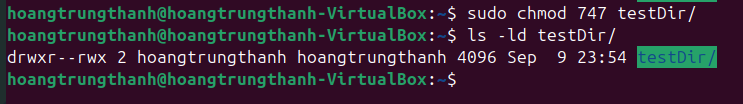 hoangtrungthanh@hoangtrungthanh-VirtualBox:~$ sudo chmod 747 testDir/
hoangtrungthanh@hoangtrungthanh-VirtualBox:~$ ls -ld testDir/
drwxr--rwx 2 hoangtrungthanh hoangtrungthanh 4096 Sep  9 23:54 testDir/
hoangtrungthanh@hoangtrungthanh-VirtualBox:~$